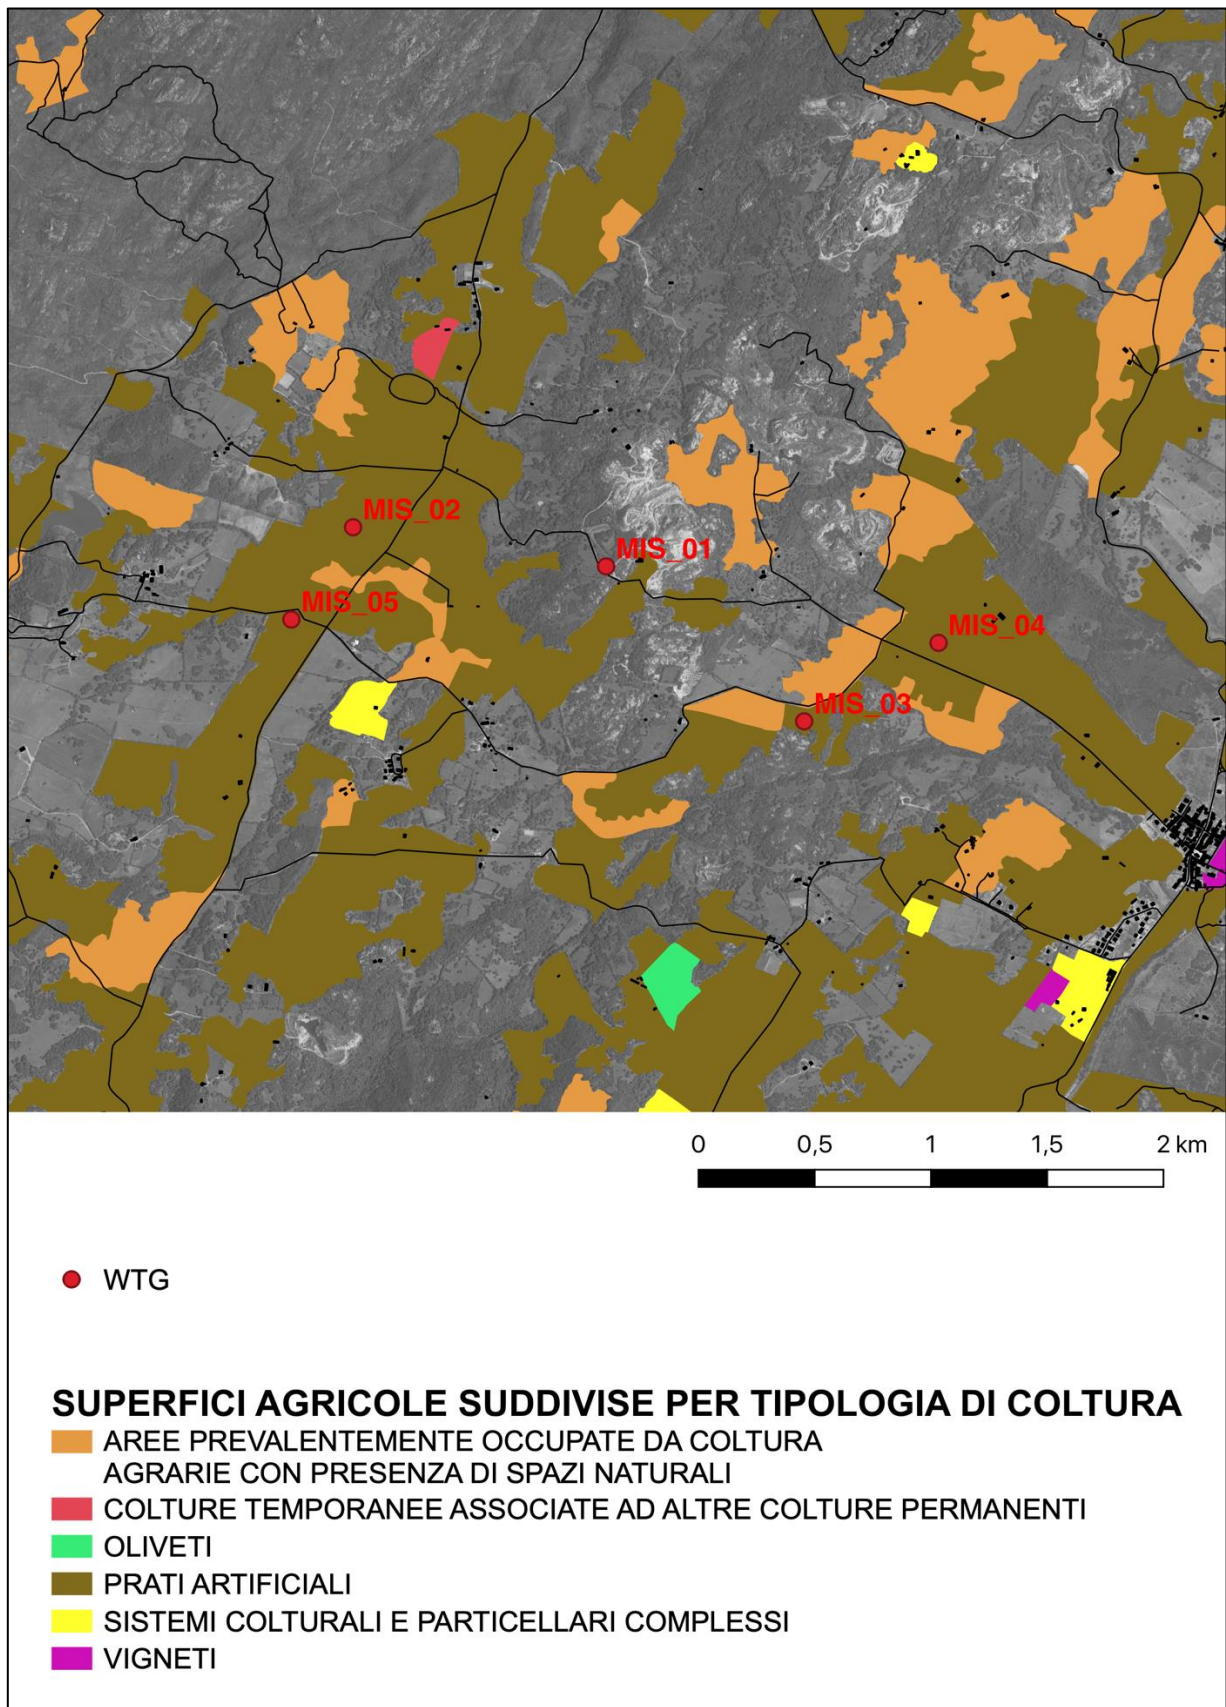 MIS_02
MIS_01
MIS_05
MIS_04
MIS_03
0 0,5 1 1,5 2 km
WTG
SUPERFICI AGRICOLE SUDDIVISE PER TIPOLOGIA DI COLTURA
AREE PREVALENTEMENTE OCCUPATE DA COLTURA
AGRARIE CON PRESENZA DI SPAZI NATURALI
COLTURE TEMPORANEE ASSOCIATE AD ALTRE COLTURE PERMANENTI
OLIVETI
PRATI ARTIFICIALI
SISTEMI COLTURALI E PARTICELLARI COMPLESSI
VIGNETI